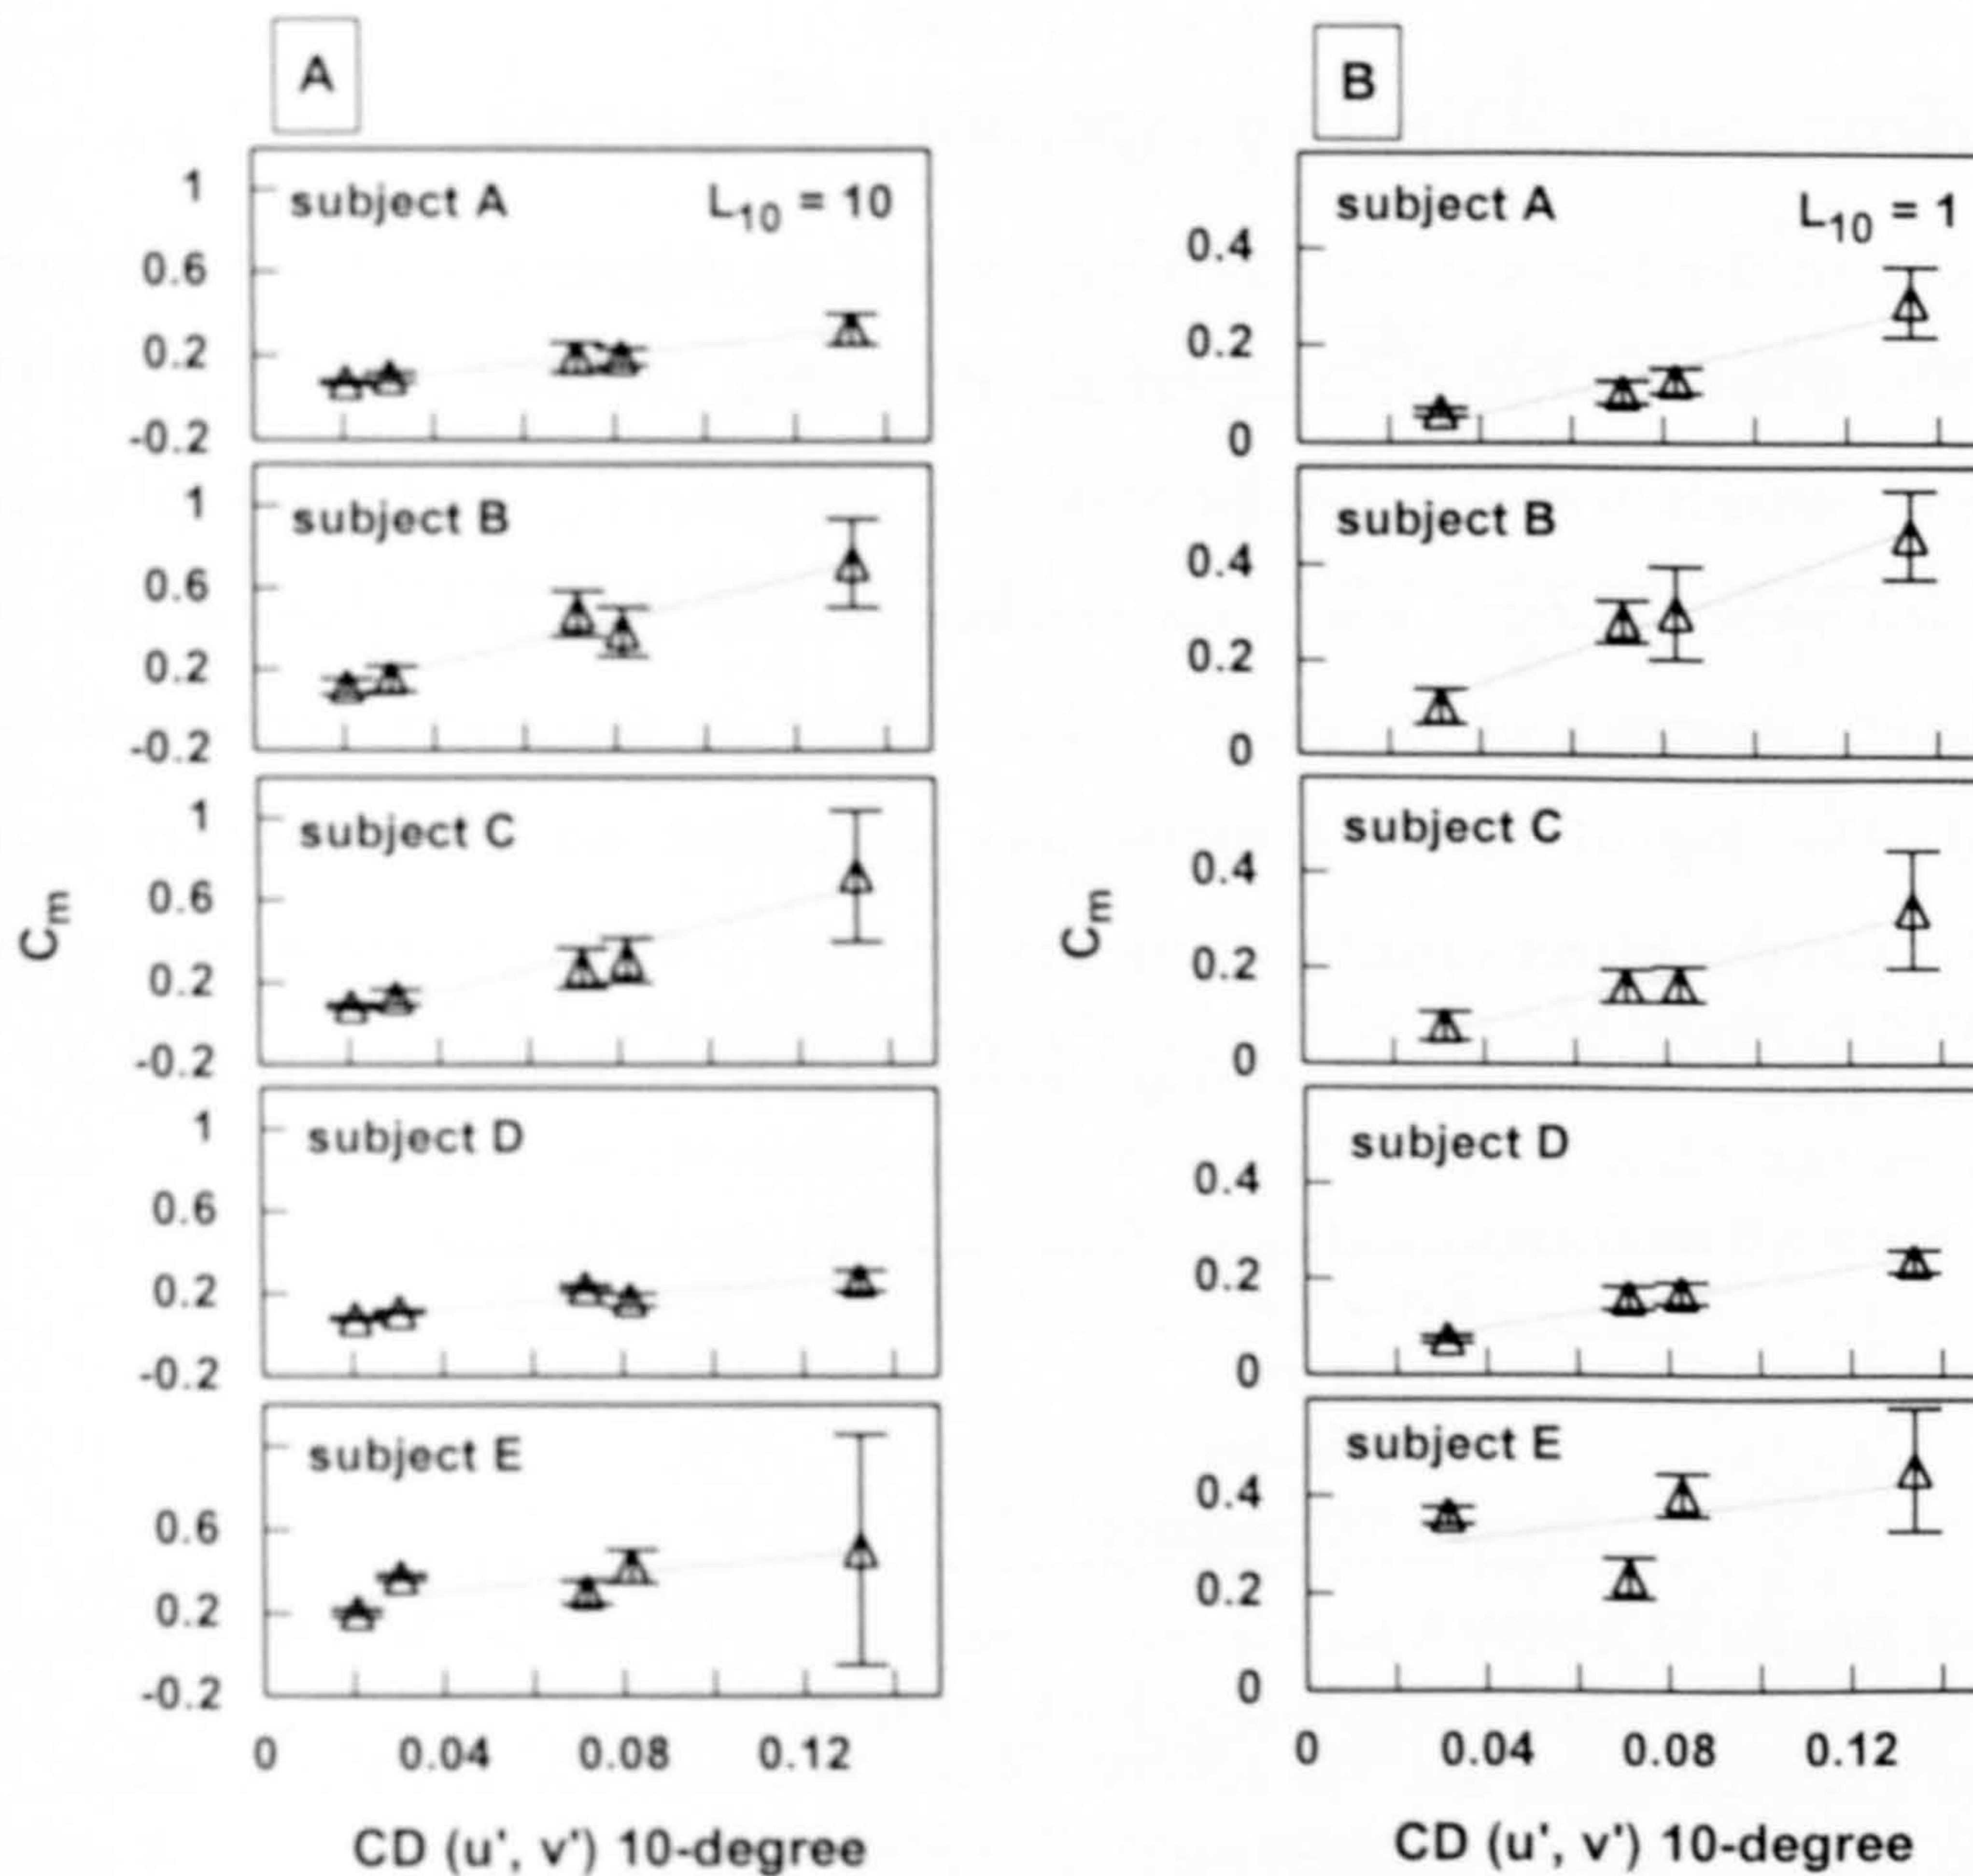 A
1
subject A
L10 = 10
0.6
0.2
-0.2
1
subject B
0.6
0.2
-0.2
1
subject C
0.6
0.2
-0.2
1
subject D
0.6
0.2
-0.2
subject E
0.6
0.2
-0.2
0 0.04 0.08 0.12
Cm
CD (u', v') 10-degree
B
subject A
L10 = 1
0.4
0.2
0
subject B
0.4
0.2
0
subject C
0.4
0.2
0
subject D
0.4
0.2
0
subject E
0.4
0.2
0
0 0.04 0.08 0.12
Cm
CD (u', v') 10-degree